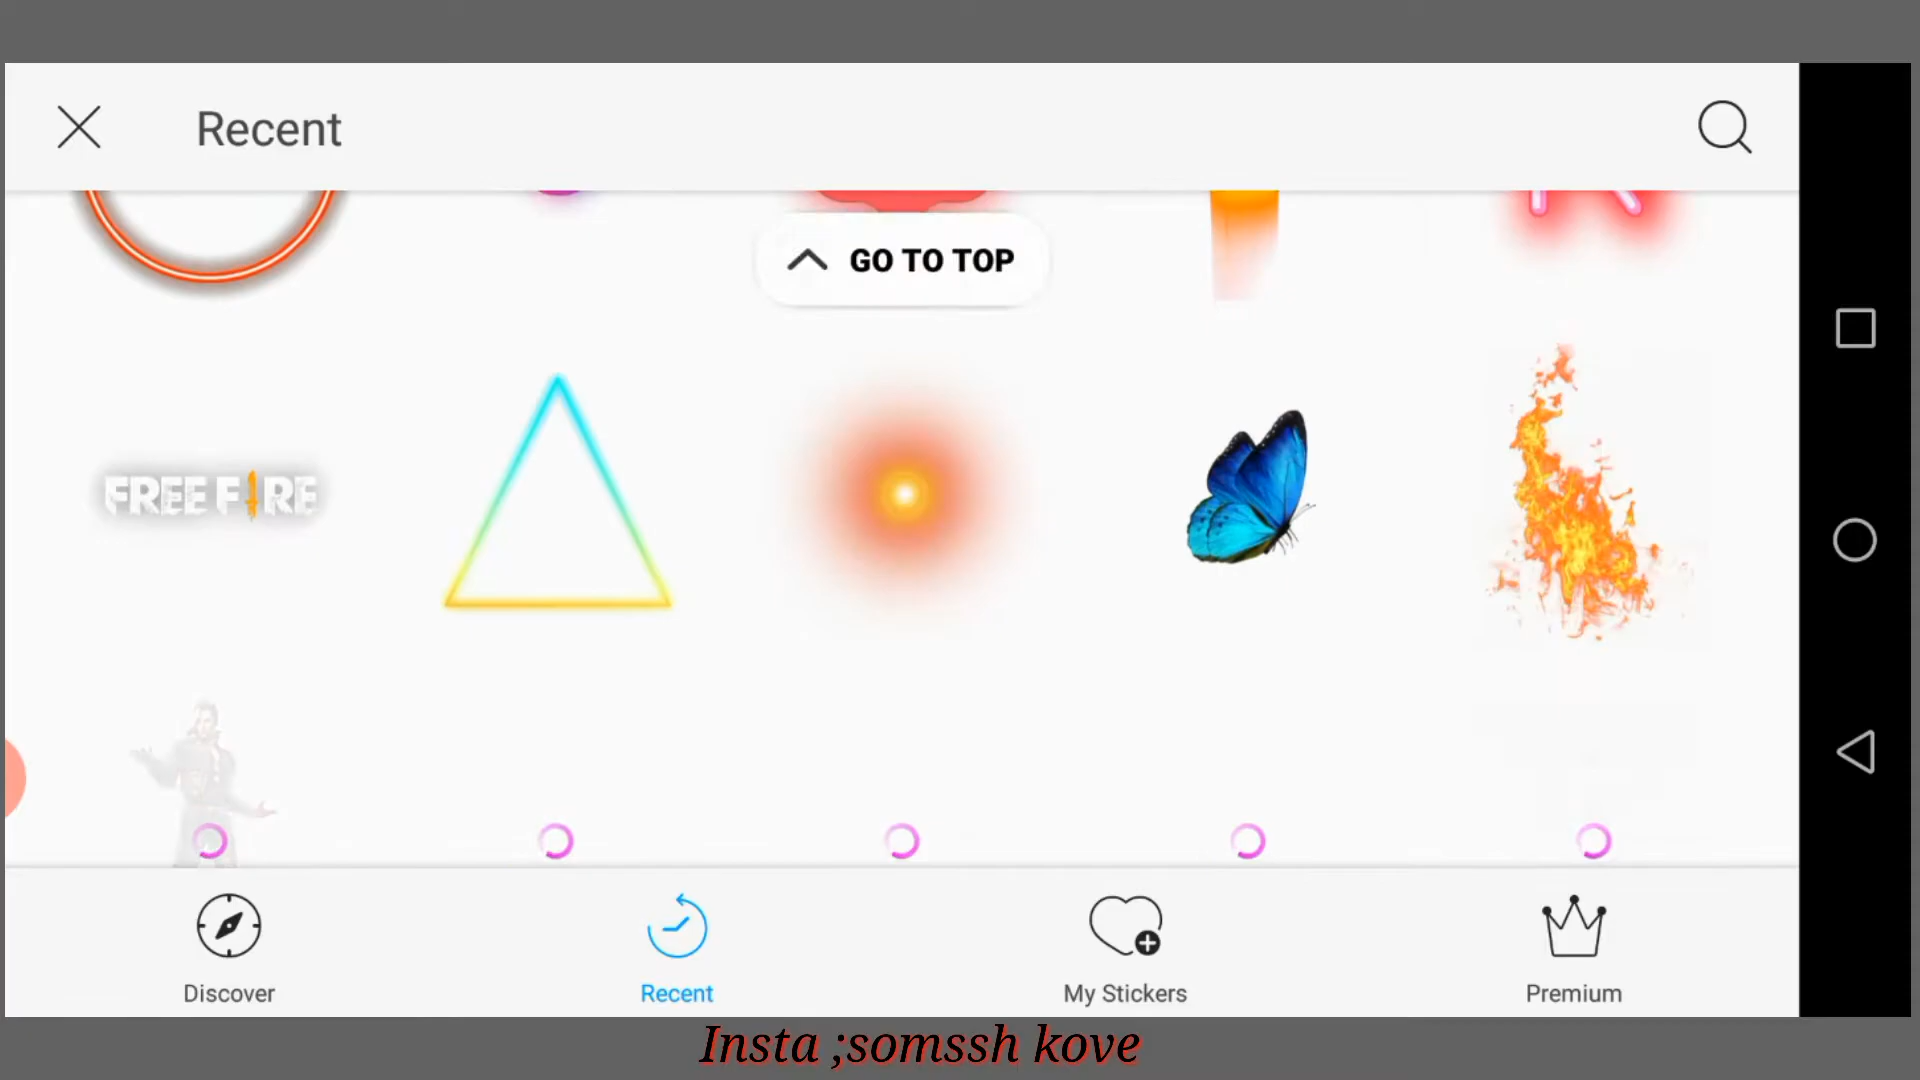 Recent
GO TO TOP
FREE FIRE
Discover
Recent
My Stickers
Premium
Insta ;somssh kove